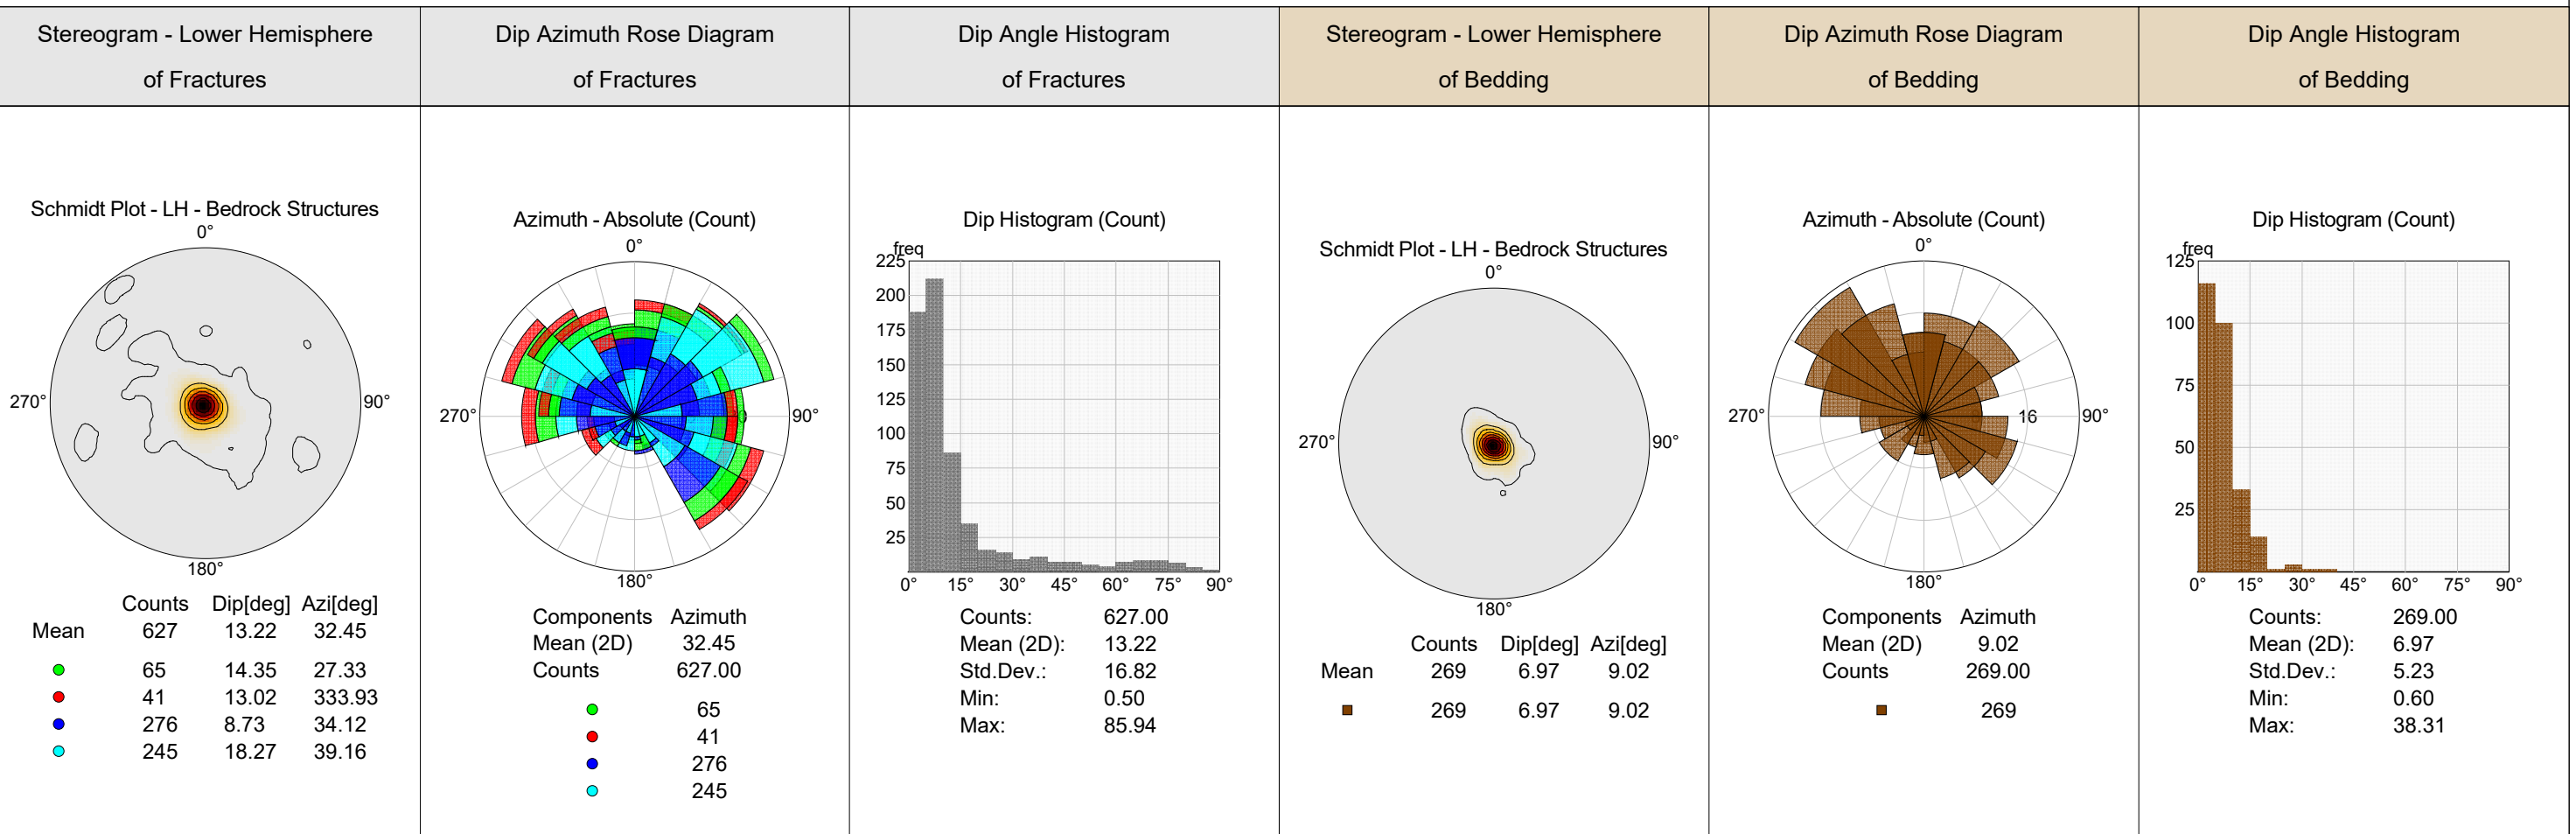 Stereogram - Lower Hemisphere
of Fractures
Dip Azimuth Rose Diagram
of Fractures
Dip Angle Histogram
of Fractures
Stereogram - Lower Hemisphere
of Bedding
Dip Azimuth Rose Diagram
of Bedding
Dip Angle Histogram
of Bedding
Schmidt Plot - LH - Bedrock Structures
0°
270°
90°
180°
Counts Dip[deg] Azi[deg]
Mean 627 13.22 32.45
65 14.35 27.33
41 13.02 333.93
276 8.73 34.12
245 18.27 39.16
Azimuth - Absolute (Count)
0°
270°
90°
180°
Components Azimuth
Mean (2D) 32.45
Counts 627.00
65
41
276
245
Dip Histogram (Count)
freq
225
200
175
150
125
100
75
50
25
0° 15° 30° 45° 60° 75° 90°
Counts: 627.00
Mean (2D): 13.22
Std.Dev.: 16.82
Min: 0.50
Max: 85.94
Schmidt Plot - LH - Bedrock Structures
0°
270°
90°
180°
Counts Dip[deg] Azi[deg]
Mean 269 6.97 9.02
269 6.97 9.02
Azimuth - Absolute (Count)
0°
270°
16
90°
180°
Components Azimuth
Mean (2D) 9.02
Counts 269.00
269
Dip Histogram (Count)
freq
125
100
75
50
25
0° 15° 30° 45° 60° 75° 90°
Counts: 269.00
Mean (2D): 6.97
Std.Dev.: 5.23
Min: 0.60
Max: 38.31